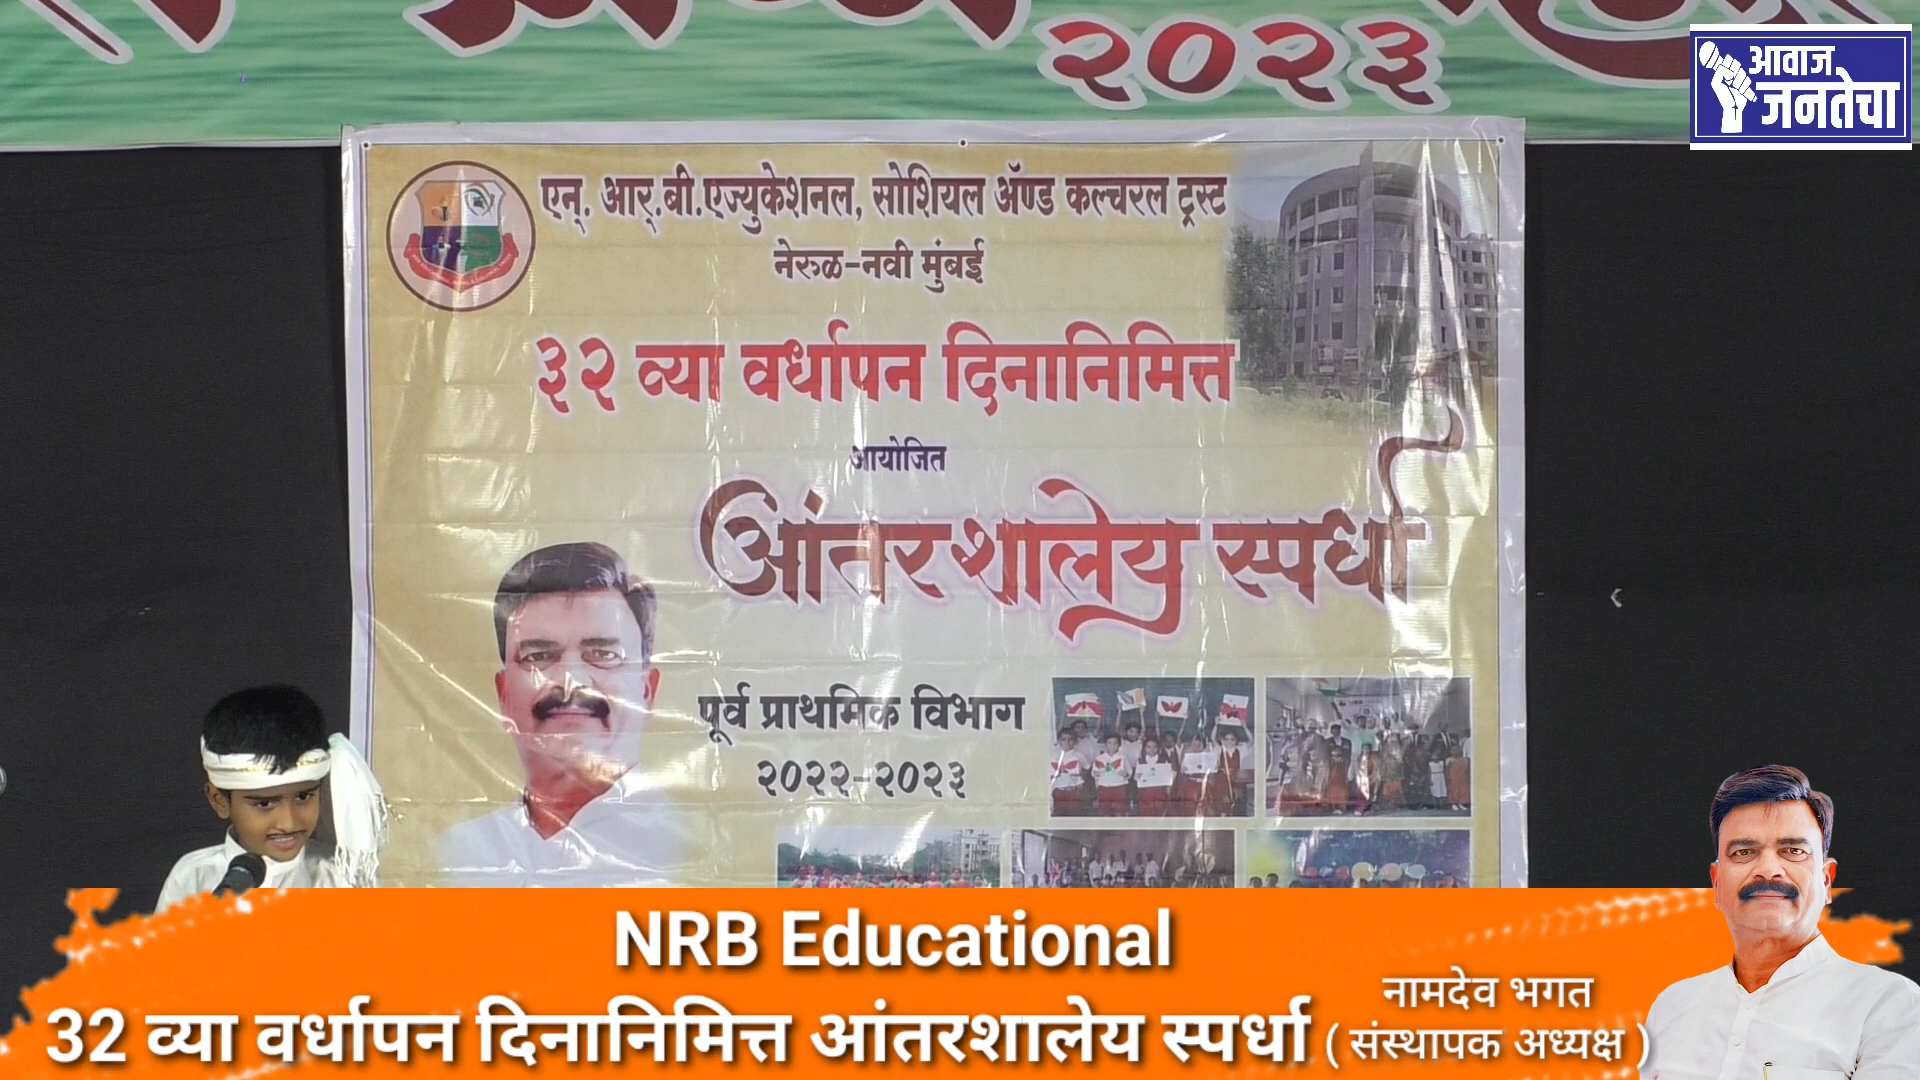 २०२३
आवाज
जनतेचा
एन्. आर्.बी.एज्युकेशनल, सोशियल ॲण्ड कल्चरल ट्रस्ट
नेरुळ-नवी मुंबई
३२ व्या वर्धापन दिनानिमित्त
आयोजित
आंतरशालेय स्पर्धा
पूर्व प्राथमिक विभाग
२०२२-२०२३
NRB Educational
32 व्या वर्धापन दिनानिमित्त आंतरशालेय स्पर्धा
नामदेव भगत
( संस्थापक अध्यक्ष )